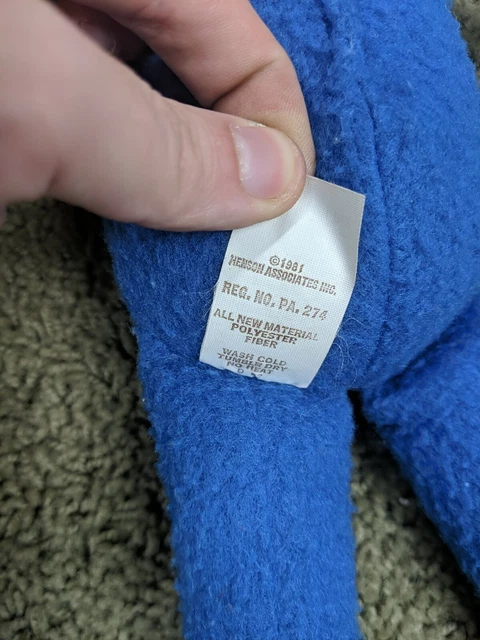 ©1981
HENSON ASSOCIATES INC.
REG. NO. PA. 274
ALL NEW MATERIAL
POLYESTER
FIBER
WASH COLD
TUMBLE DRY
NO HEAT